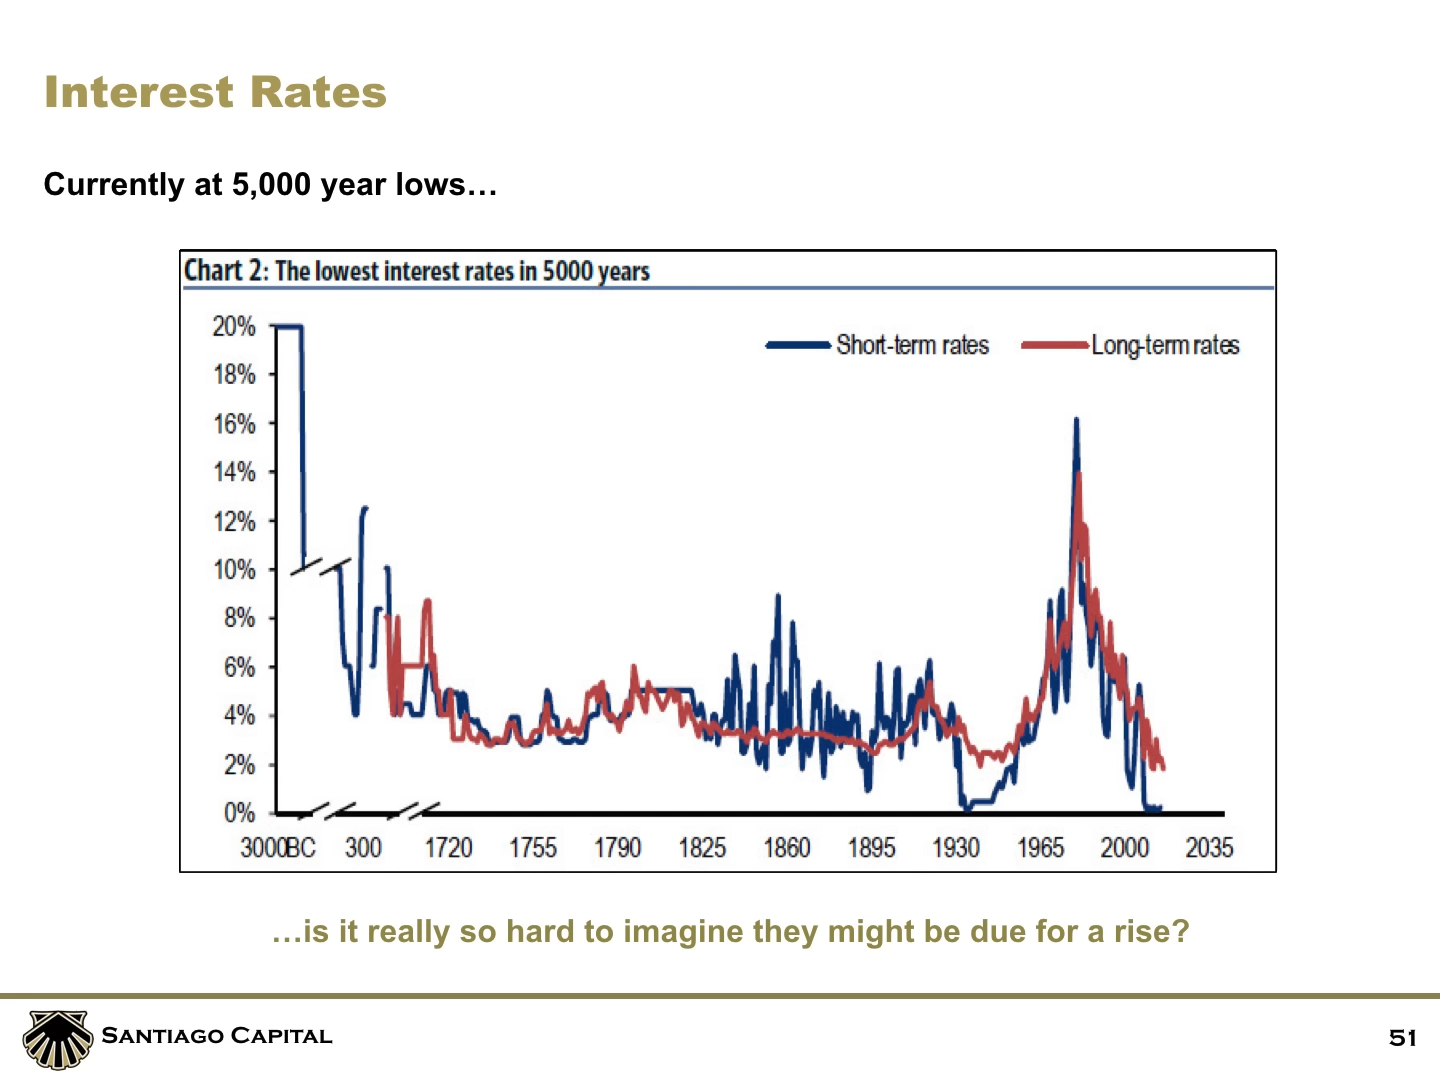 Interest Rates
Currently at 5,000 year lows…
Chart 2: The lowest interest rates in 5000 years
Short-term rates
Long-term rates
20%
18%
16%
14%
12%
10%
8%
6%
4%
2%
0%
3000BC 300 1720 1755 1790 1825 1860 1895 1930 1965 2000 2035
…is it really so hard to imagine they might be due for a rise?
Santiago Capital
51